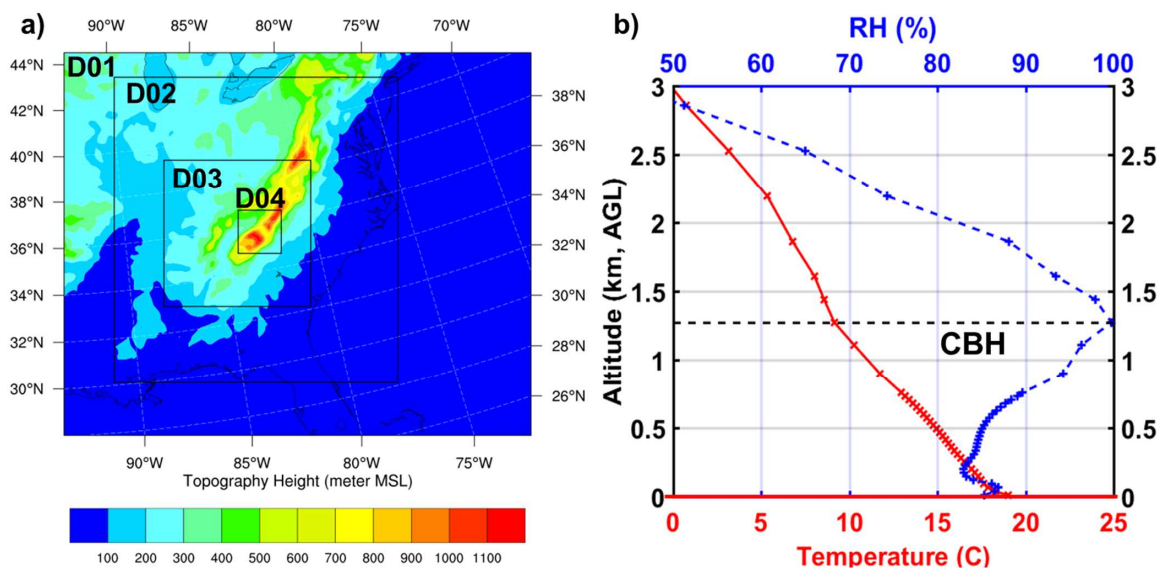 a)
90°W 85°W 80°W 75°W 70°W
44°N D01
D02
42°N 38°N
40°N 36°N
D03
38°N D04 34°N
36°N 32°N
34°N 30°N
32°N 28°N
30°N 26°N
90°W 85°W 80°W 75°W
Topography Height (meter MSL)
100 200 300 400 500 600 700 800 900 1000 1100
b)
RH (%)
50 60 70 80 90 100
3 3
2.5 2.5
2 2
1.5 1.5
CBH
1 1
0.5 0.5
0 0
Altitude (km, AGL)
0 5 10 15 20 25
Temperature (C)